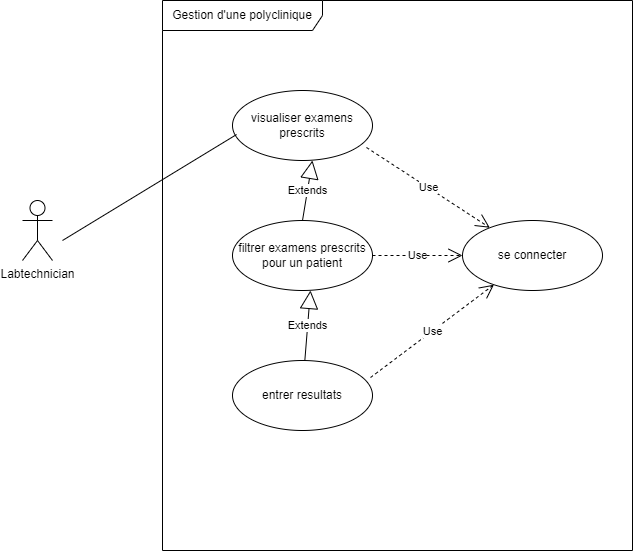 Gestion d'une polyclinique
visualiser examens
prescrits
Use
Extends
Labtechnician
filtrer examens prescrits
pour un patient
Use
se connecter
Extends
Use
entrer resultats